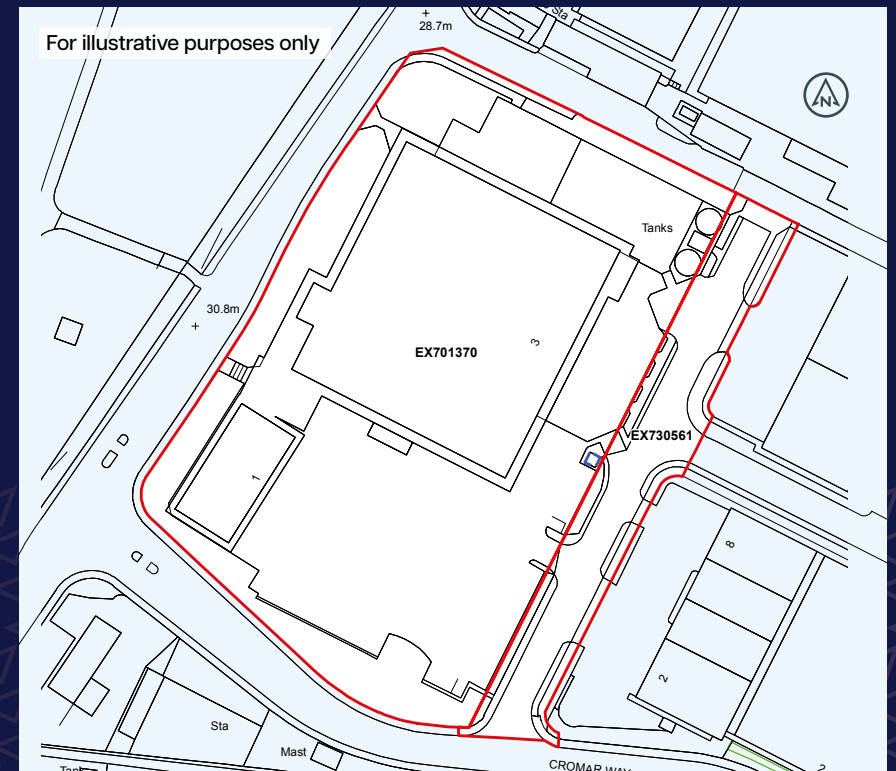 For illustrative purposes only
Sta
28.7m
N
Tanks
30.8m
3
EX701370
EX730561
1
8
2
Sta
Mast
CROMAR WAY
2